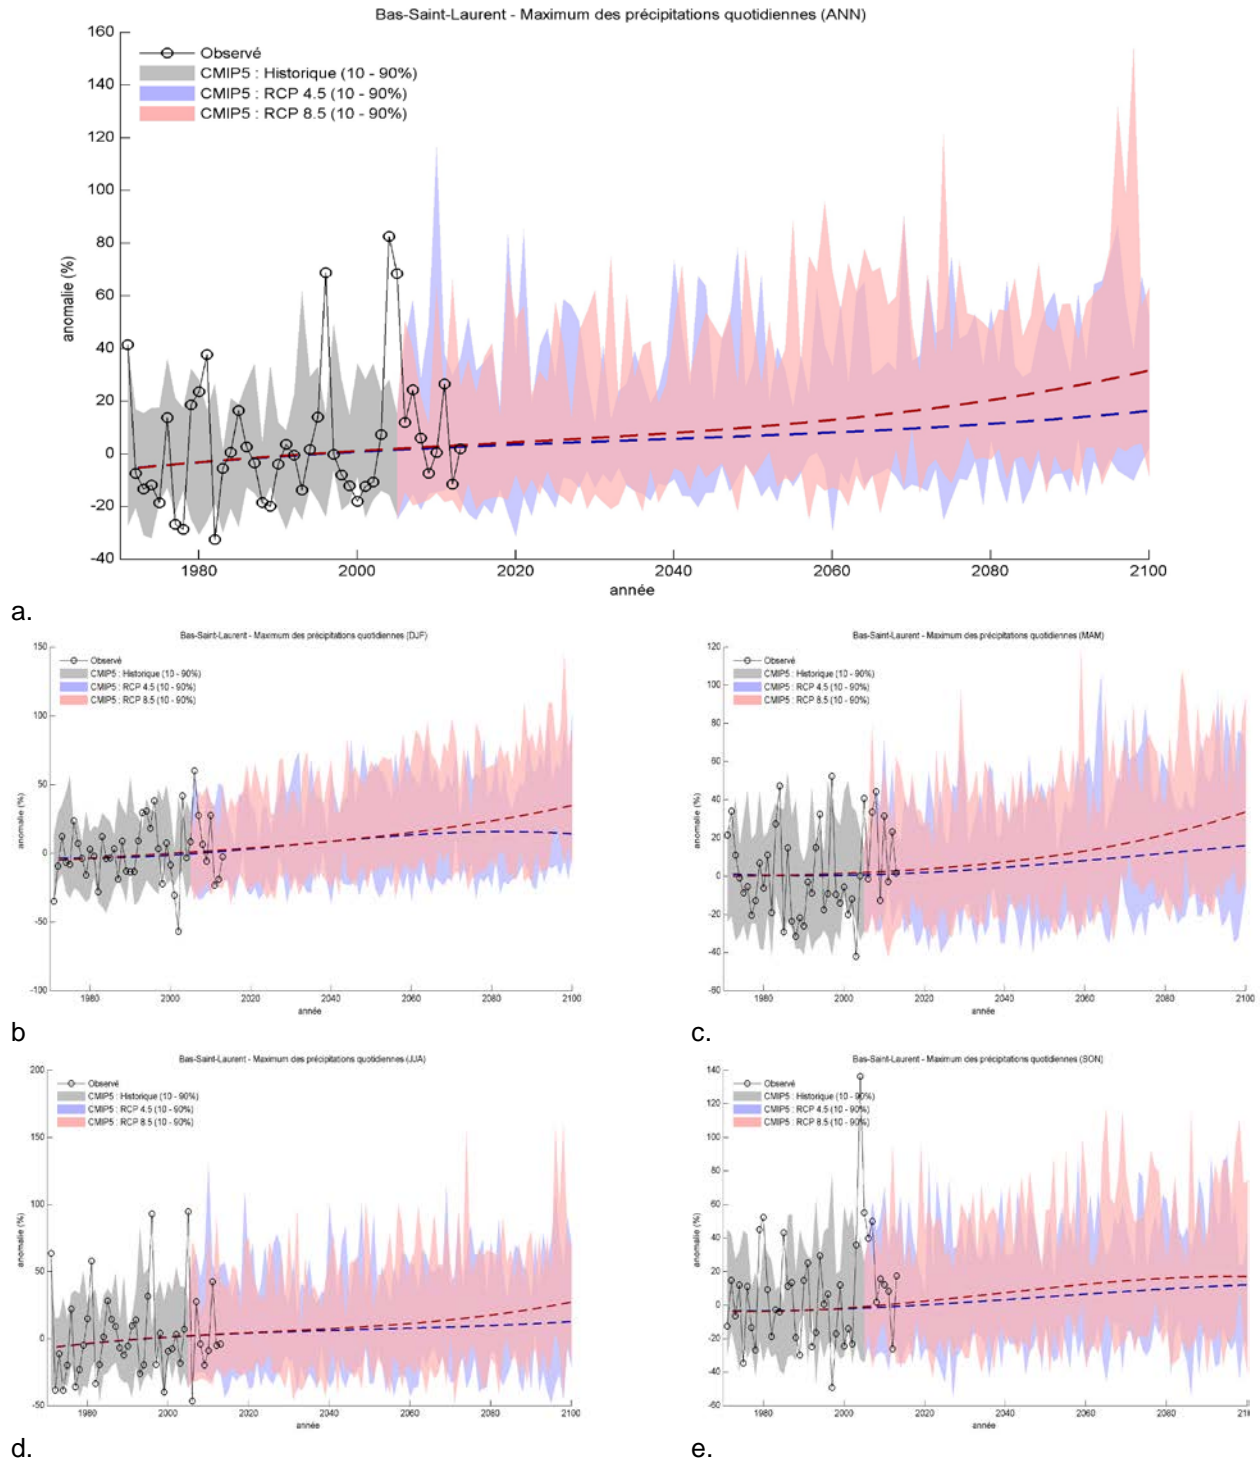 Bas-Saint-Laurent - Maximum des précipitations quotidiennes (ANN)
160
140
120
100
80
60
40
20
0
-20
-40
anomalie (%)
Observé
CMIP5 : Historique (10 - 90%)
CMIP5 : RCP 4.5 (10 - 90%)
CMIP5 : RCP 8.5 (10 - 90%)
1980 2000 2020 2040 2060 2080 2100
année
a.
Bas-Saint-Laurent - Maximum des précipitations quotidiennes (DJF)
150
100
50
0
-50
-100
anomalie (%)
Observé
CMIP5 : Historique (10 - 90%)
CMIP5 : RCP 4.5 (10 - 90%)
CMIP5 : RCP 8.5 (10 - 90%)
1980 2000 2020 2040 2060 2080 2100
année
b
Bas-Saint-Laurent - Maximum des précipitations quotidiennes (MAM)
120
100
80
60
40
20
0
-20
-40
-60
anomalie (%)
Observé
CMIP5 : Historique (10 - 90%)
CMIP5 : RCP 4.5 (10 - 90%)
CMIP5 : RCP 8.5 (10 - 90%)
1980 2000 2020 2040 2060 2080 2100
année
c.
Bas-Saint-Laurent - Maximum des précipitations quotidiennes (JJA)
200
150
100
50
0
-50
anomalie (%)
Observé
CMIP5 : Historique (10 - 90%)
CMIP5 : RCP 4.5 (10 - 90%)
CMIP5 : RCP 8.5 (10 - 90%)
1980 2000 2020 2040 2060 2080 2100
année
d.
Bas-Saint-Laurent - Maximum des précipitations quotidiennes (SON)
140
120
100
80
60
40
20
0
-20
-40
-60
anomalie (%)
Observé
CMIP5 : Historique (10 - 90%)
CMIP5 : RCP 4.5 (10 - 90%)
CMIP5 : RCP 8.5 (10 - 90%)
1980 2000 2020 2040 2060 2080
année
e.